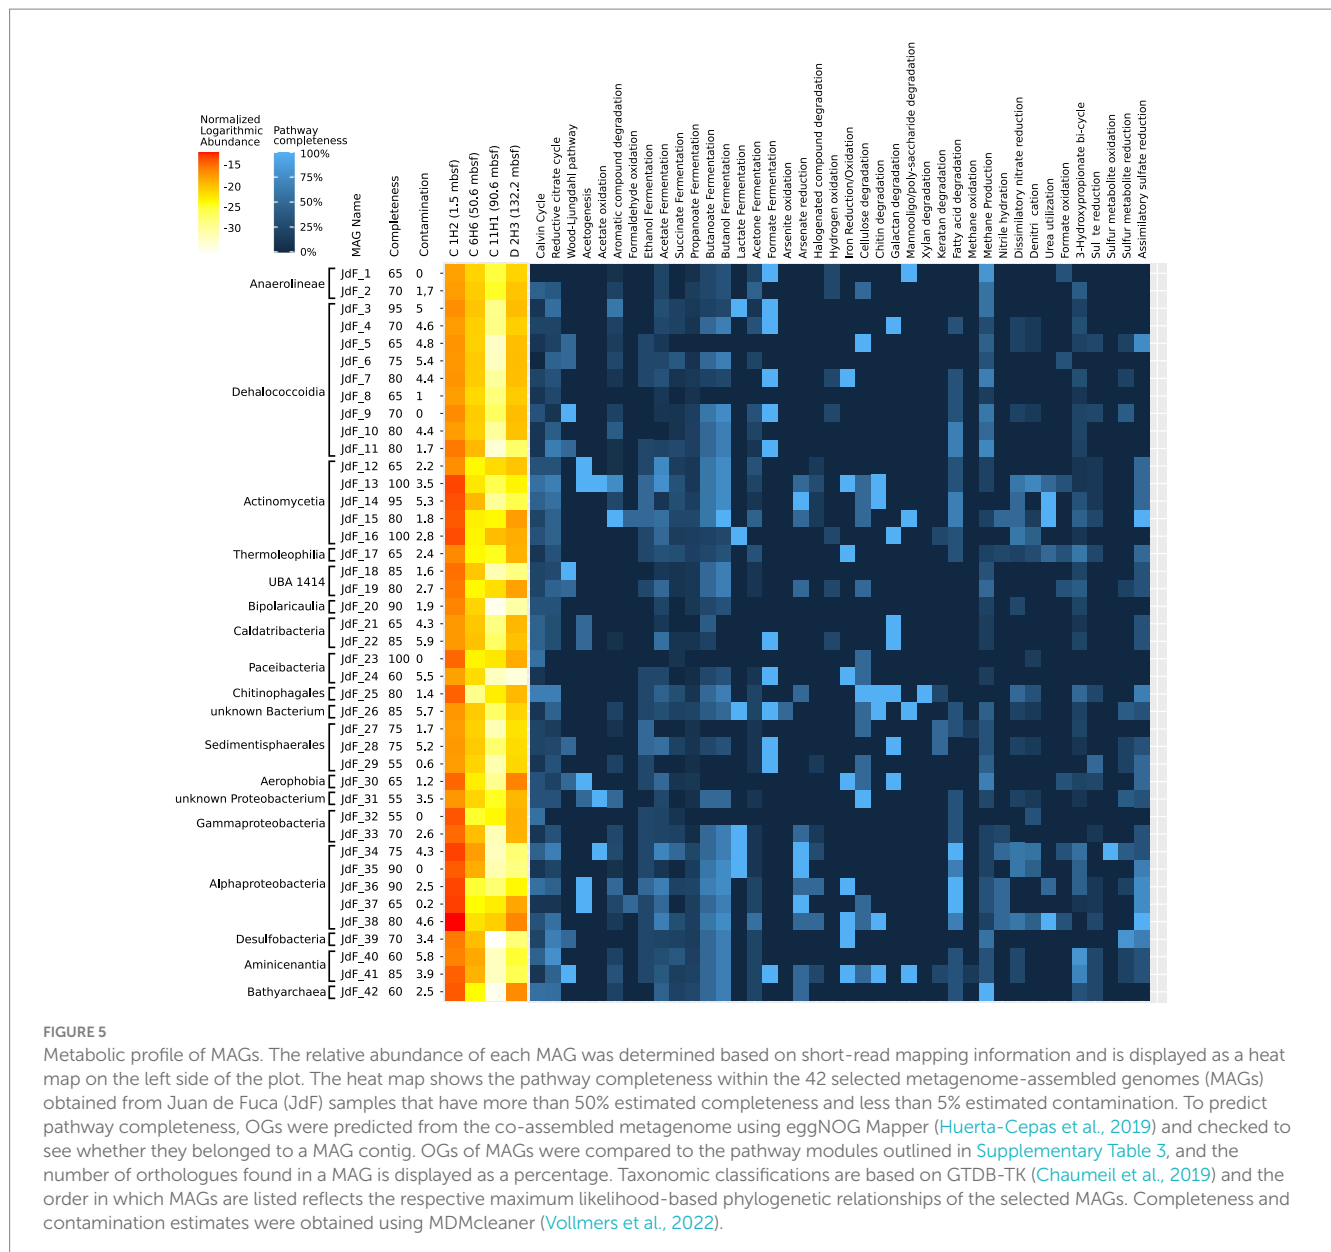 Normalized
Logarithmic
Abundance
-15
-20
-25
-30
Pathway
completeness
100%
75%
50%
25%
0%
MAG Name
Completeness
Contamination
C 1H2 (1.5 mbsf)
C 6H6 (50.6 mbsf)
C 11H1 (90.6 mbsf)
D 2H3 (132.2 mbsf)
Calvin Cycle
Reductive citrate cycle
Wood-Ljungdahl pathway
Acetogenesis
Acetate oxidation
Aromatic compound degradation
Formaldehyde oxidation
Ethanol Fermentation
Acetate Fermentation
Succinate Fermentation
Propanoate Fermentation
Butanoate Fermentation
Butanol Fermentation
Lactate Fermentation
Acetone Fermentation
Formate Fermentation
Arsenite oxidation
Arsenate reduction
Halogenated compound degradation
Hydrogen oxidation
Iron Reduction/Oxidation
Cellulose degradation
Chitin degradation
Galactan degradation
Mannooligo/poly-saccharide degradation
Xylan degradation
Keratan degradation
Fatty acid degradation
Methane oxidation
Methane Production
Nitrile hydration
Dissimilatory nitrate reduction
Denitri cation
Urea utilization
Formate oxidation
3-Hydroxypropionate bi-cycle
Sul te reduction
Sulfur metabolite oxidation
Sulfur metabolite reduction
Assimilatory sulfate reduction
Anaerolineae
JdF_1 65 0
JdF_2 70 1,7
Dehalococcoidia
JdF_3 95 5
JdF_4 70 4.6
JdF_5 65 4.8
JdF_6 75 5.4
JdF_7 80 4.4
JdF_8 65 1
JdF_9 70 0
JdF_10 80 4.4
JdF_11 80 1.7
Actinomycetia
JdF_12 65 2.2
JdF_13 100 3.5
JdF_14 95 5.3
JdF_15 80 1.8
JdF_16 100 2.8
Thermoleophilia
JdF_17 65 2.4
UBA 1414
JdF_18 85 1.6
JdF_19 80 2.7
Bipolaricaulia
JdF_20 90 1.9
Caldatribacteria
JdF_21 65 4.3
JdF_22 85 5.9
Paceibacteria
JdF_23 100 0
JdF_24 60 5.5
Chitinophagales
JdF_25 80 1.4
unknown Bacterium
JdF_26 85 5.7
Sedimentisphaerales
JdF_27 75 1.7
JdF_28 75 5.2
JdF_29 55 0.6
Aerophobia
JdF_30 65 1.2
unknown Proteobacterium
JdF_31 55 3.5
Gammaproteobacteria
JdF_32 55 0
JdF_33 70 2.6
Alphaproteobacteria
JdF_34 75 4.3
JdF_35 90 0
JdF_36 90 2.5
JdF_37 65 0.2
JdF_38 80 4.6
Desulfobacteria
JdF_39 70 3.4
Aminicenantia
JdF_40 60 5.8
JdF_41 85 3.9
Bathyarchaea
JdF_42 60 2.5
FIGURE 5
Metabolic profile of MAGs. The relative abundance of each MAG was determined based on short-read mapping information and is displayed as a heat
map on the left side of the plot. The heat map shows the pathway completeness within the 42 selected metagenome-assembled genomes (MAGs)
obtained from Juan de Fuca (JdF) samples that have more than 50% estimated completeness and less than 5% estimated contamination. To predict
pathway completeness, OGs were predicted from the co-assembled metagenome using eggNOG Mapper (Huerta-Cepas et al., 2019) and checked to
see whether they belonged to a MAG contig. OGs of MAGs were compared to the pathway modules outlined in Supplementary Table 3, and the
number of orthologues found in a MAG is displayed as a percentage. Taxonomic classifications are based on GTDB-TK (Chaumeil et al., 2019) and the
order in which MAGs are listed reflects the respective maximum likelihood-based phylogenetic relationships of the selected MAGs. Completeness and
contamination estimates were obtained using MDMcleaner (Vollmers et al., 2022).